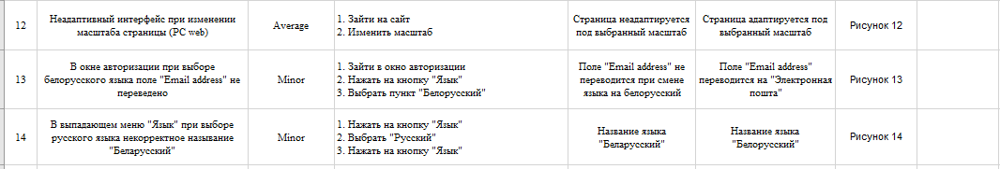 12
Неадаптивный интерфейс при изменении
масштаба страницы (PC web)
Average
1. Зайти на сайт
2. Изменить масштаб
Страница неадаптируется
под выбранный масштаб
Страница адаптируется под
выбранный масштаб
Рисунок 12
13
В окне авторизации при выборе
белорусского языка поле "Email address" не
переведено
Minor
1. Зайти в окно авторизации
2. Нажать на кнопку "Язык"
3. Выбрать пункт "Белорусский"
Поле "Email address" не
переводится при смене
языка на белорусский
Поле "Email address"
переводится на "Электронная
пошта"
Рисунок 13
14
В выпадающем меню "Язык" при выборе
русского языка некорректное называние
"Беларусский"
Minor
1. Нажать на кнопку "Язык"
2. Выбрать "Русский"
3. Нажать на кнопку "Язык"
Название языка
"Беларусский"
Название языка
"Белорусский"
Рисунок 14